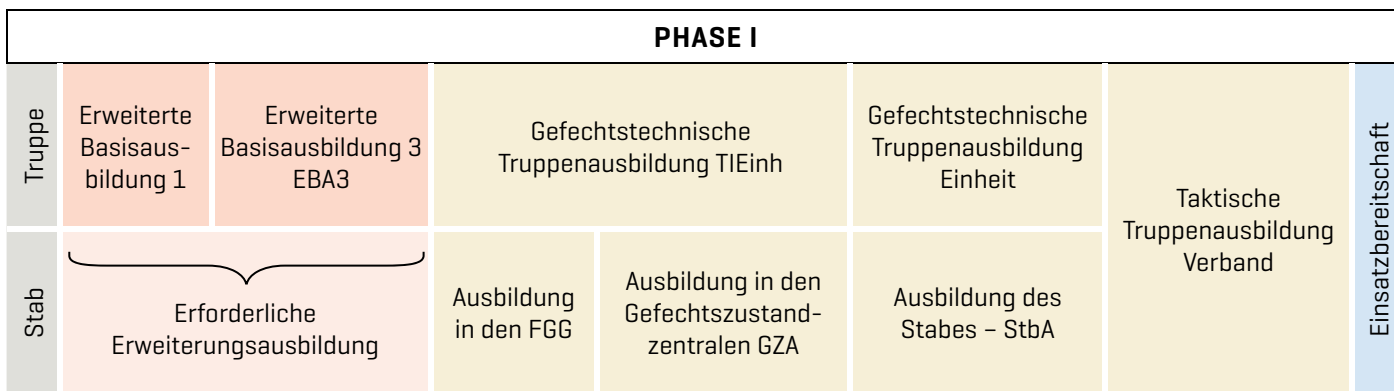 PHASE I
Truppe
Erweiterte
Basisaus-
bildung 1
Erweiterte
Basisausbildung 3
EBA3
Gefechtstechnische
Truppenausbildung TlEinh
Gefechtstechnische
Truppenausbildung
Einheit
Taktische
Truppenausbildung
Verband
Einsatzbereitschaft
Stab
Erforderliche
Erweiterungsausbildung
Ausbildung
in den FGG
Ausbildung in den
Gefechtszustand-
zentralen GZA
Ausbildung des
Stabes – StbA